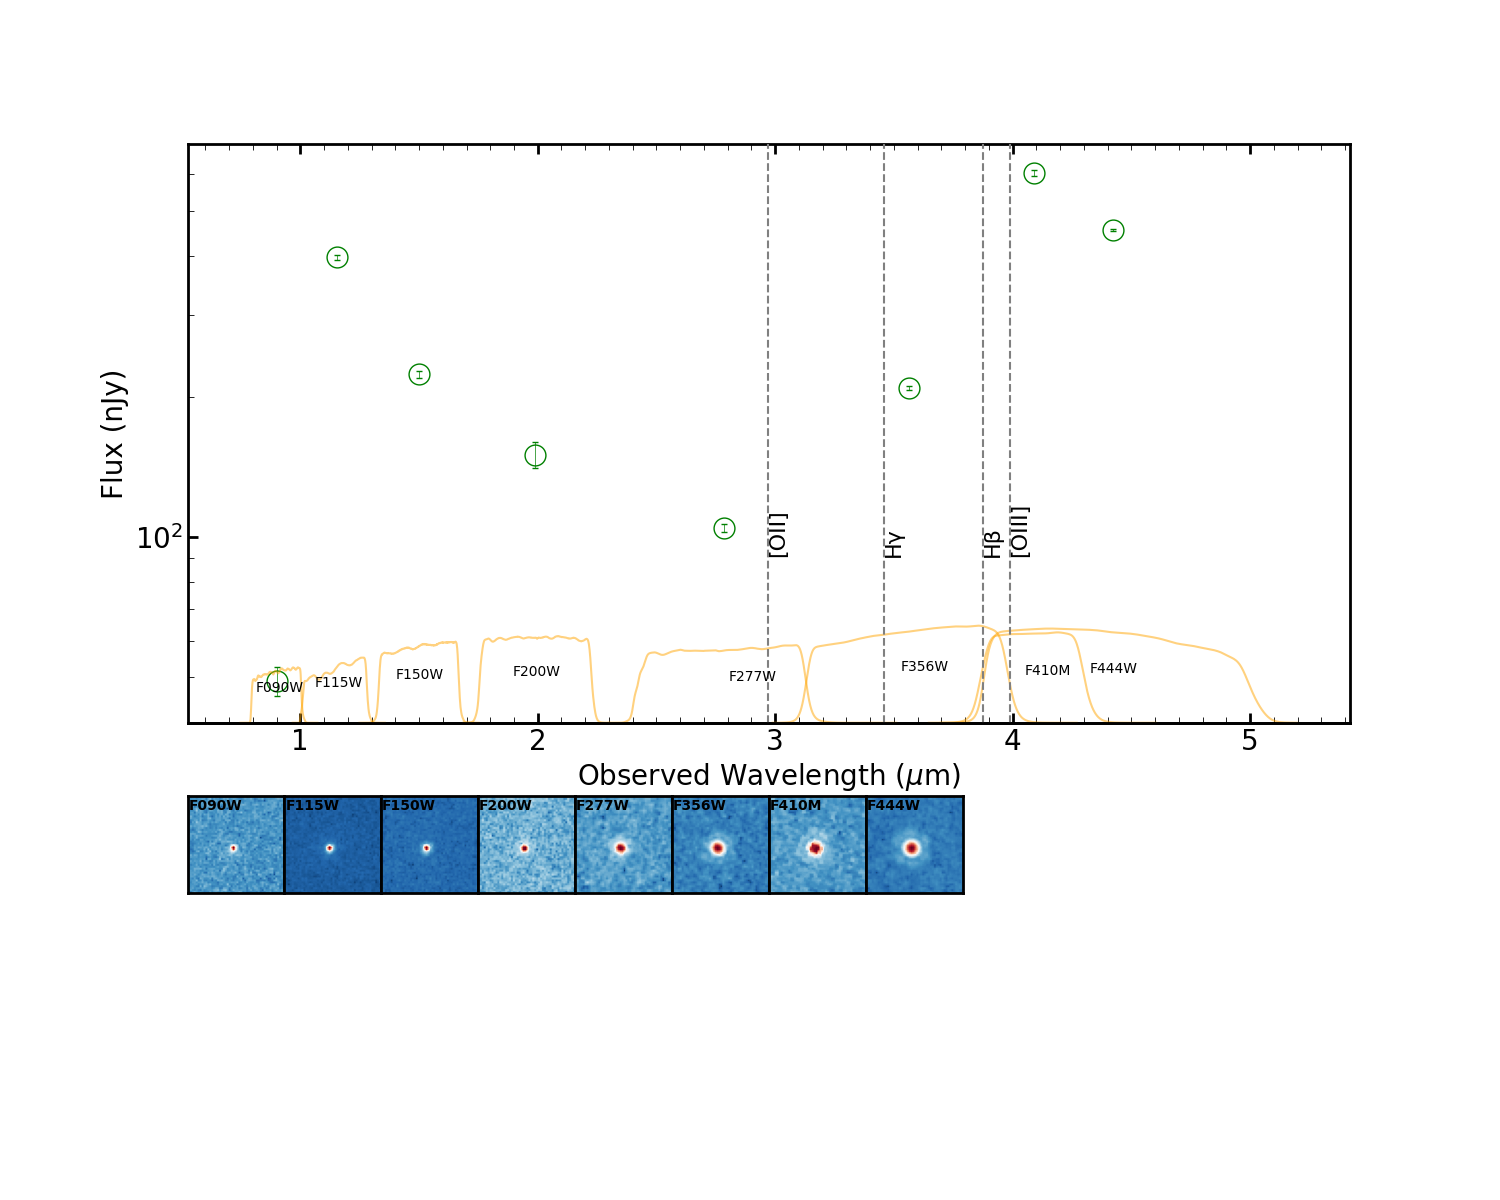 Flux (nJy)
10²
[OII]
Hγ
Hβ
[OIII]
F090W
F115W
F150W
F200W
F277W
F356W
F410M
F444W
1
2
3
4
5
Observed Wavelength (μm)
F090W F115W F150W F200W F277W F356W F410M F444W